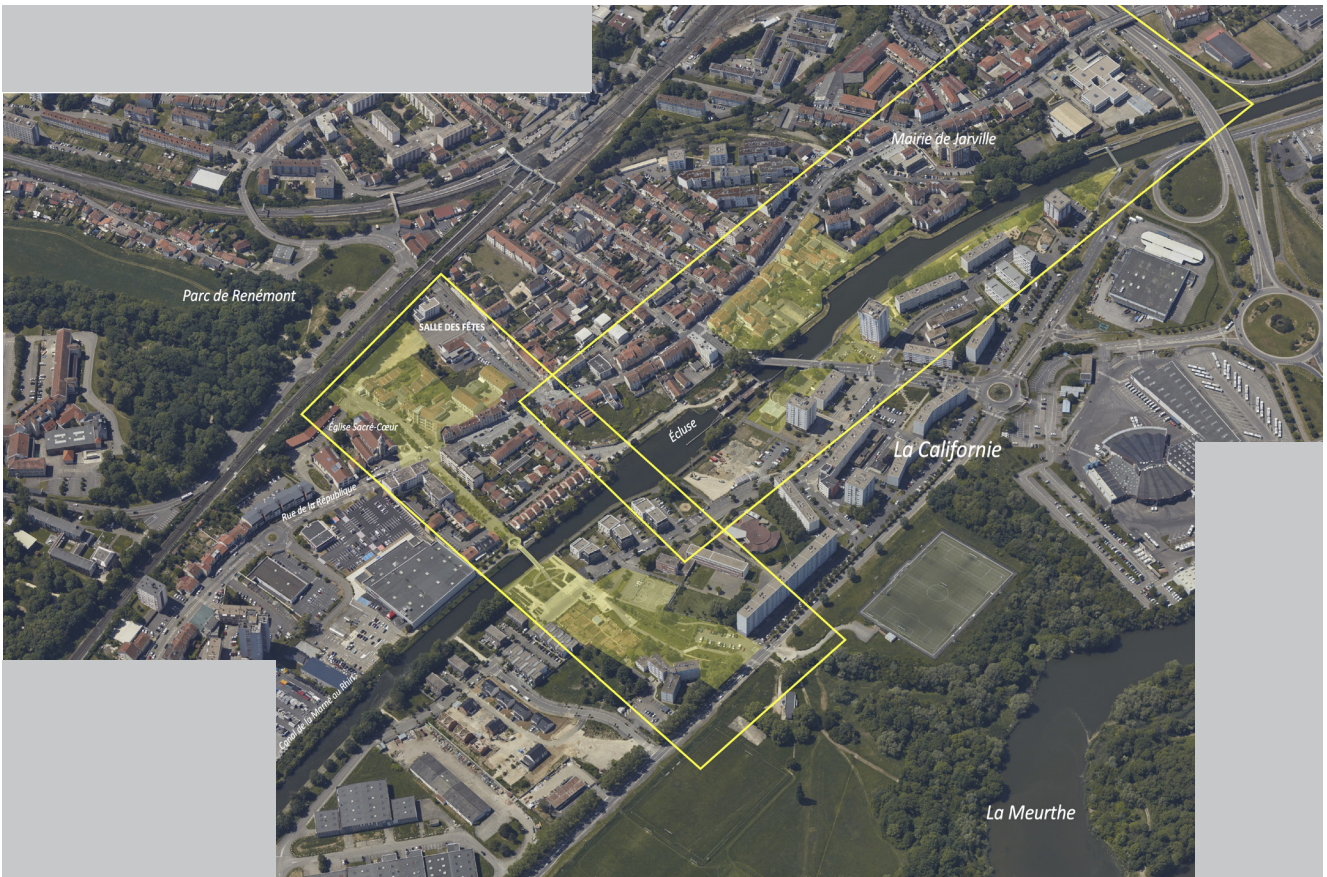 Mairie de Jarville
Parc de Renémont
SALLE DES FÊTES
Église Sacré-Cœur
Écluse
La Californie
Rue de la République
Canal de la Marne au Rhin
La Meurthe